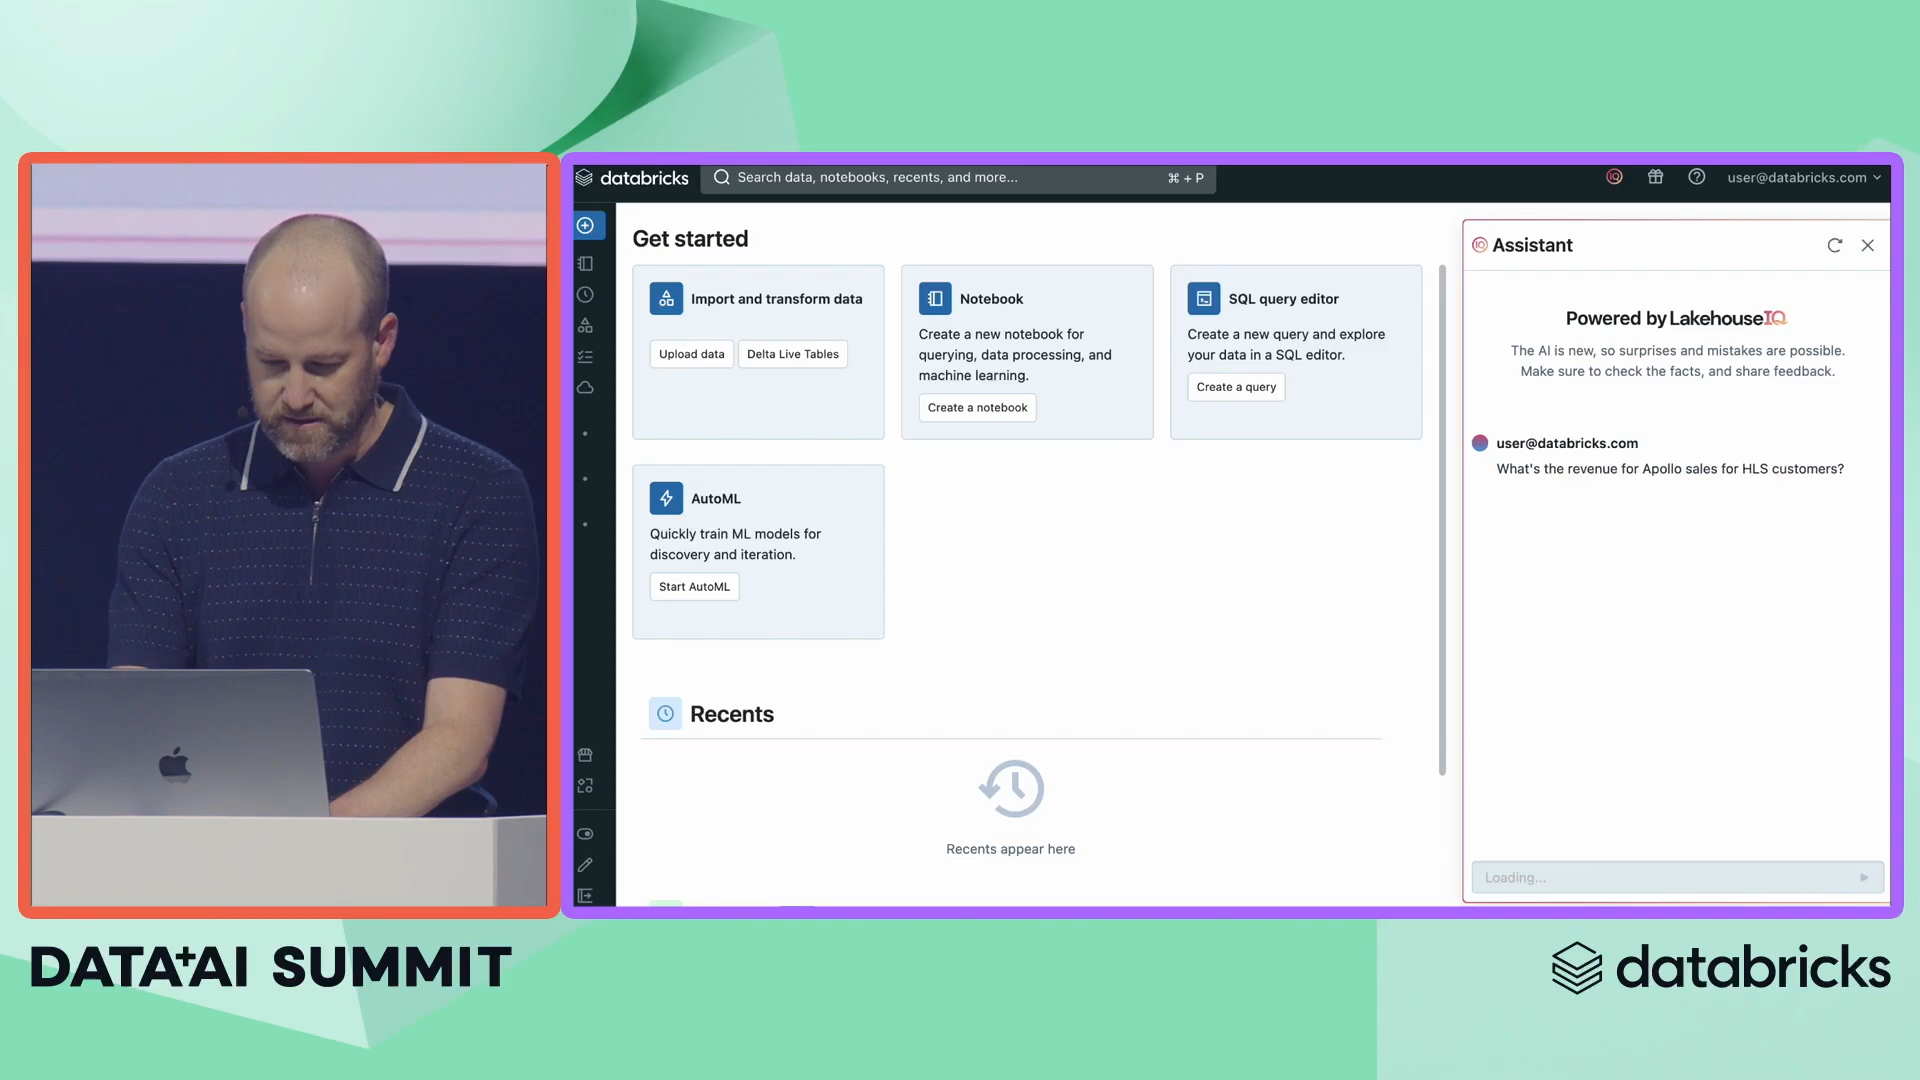 databricks
Search data, notebooks, recents, and more...
⌘ + P
IQ
user@databricks.com
Get started
Import and transform data
Upload data
Delta Live Tables
Notebook
Create a new notebook for
querying, data processing, and
machine learning.
Create a notebook
SQL query editor
Create a new query and explore
your data in a SQL editor.
Create a query
AutoML
Quickly train ML models for
discovery and iteration.
Start AutoML
Recents
Recents appear here
IQ Assistant
Powered by LakehouseIQ
The AI is new, so surprises and mistakes are possible.
Make sure to check the facts, and share feedback.
user@databricks.com
What's the revenue for Apollo sales for HLS customers?
Loading...
DATA+AI SUMMIT
databricks